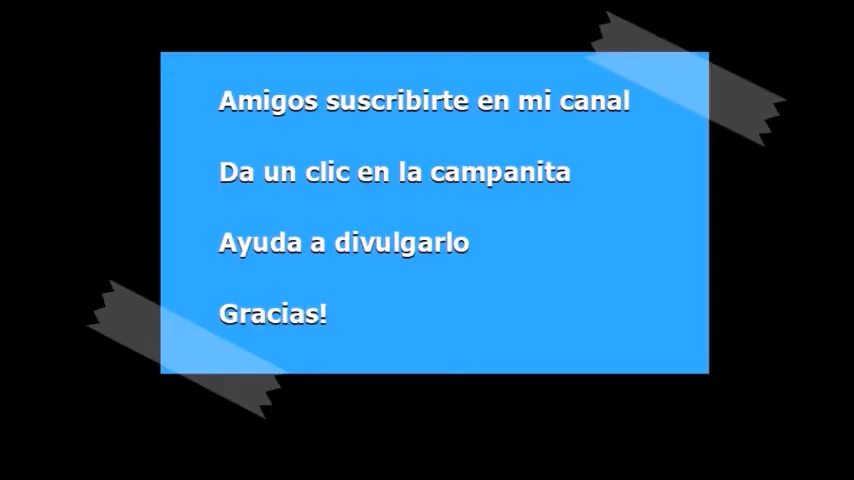 Amigos suscribirte en mi canal
Da un clic en la campanita
Ayuda a divulgarlo
Gracias!